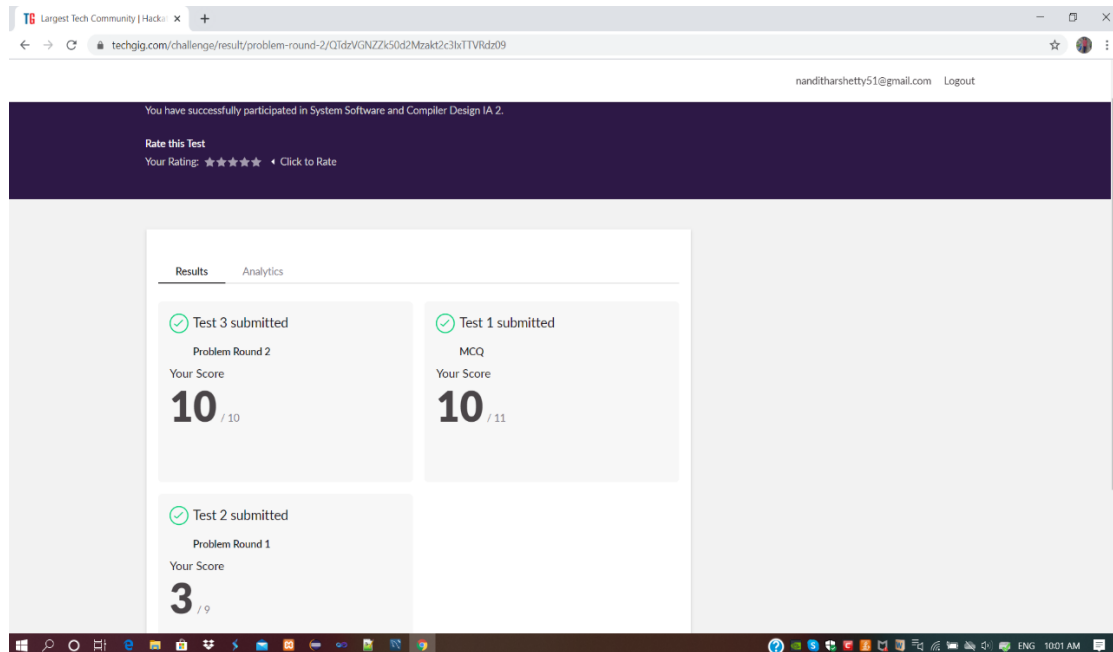 TG Largest Tech Community | Hacka
techgig.com/challenge/result/problem-round-2/QTdzVGNZZk50d2Mzakt2c3IxTTVRdz09
nanditharshetty51@gmail.com Logout
You have successfully participated in System Software and Compiler Design IA 2.
Rate this Test
Your Rating: Click to Rate
Results Analytics
Test 3 submitted
Problem Round 2
Your Score
10 / 10
Test 1 submitted
MCQ
Your Score
10 / 11
Test 2 submitted
Problem Round 1
Your Score
3 / 9
ENG 10:01 AM